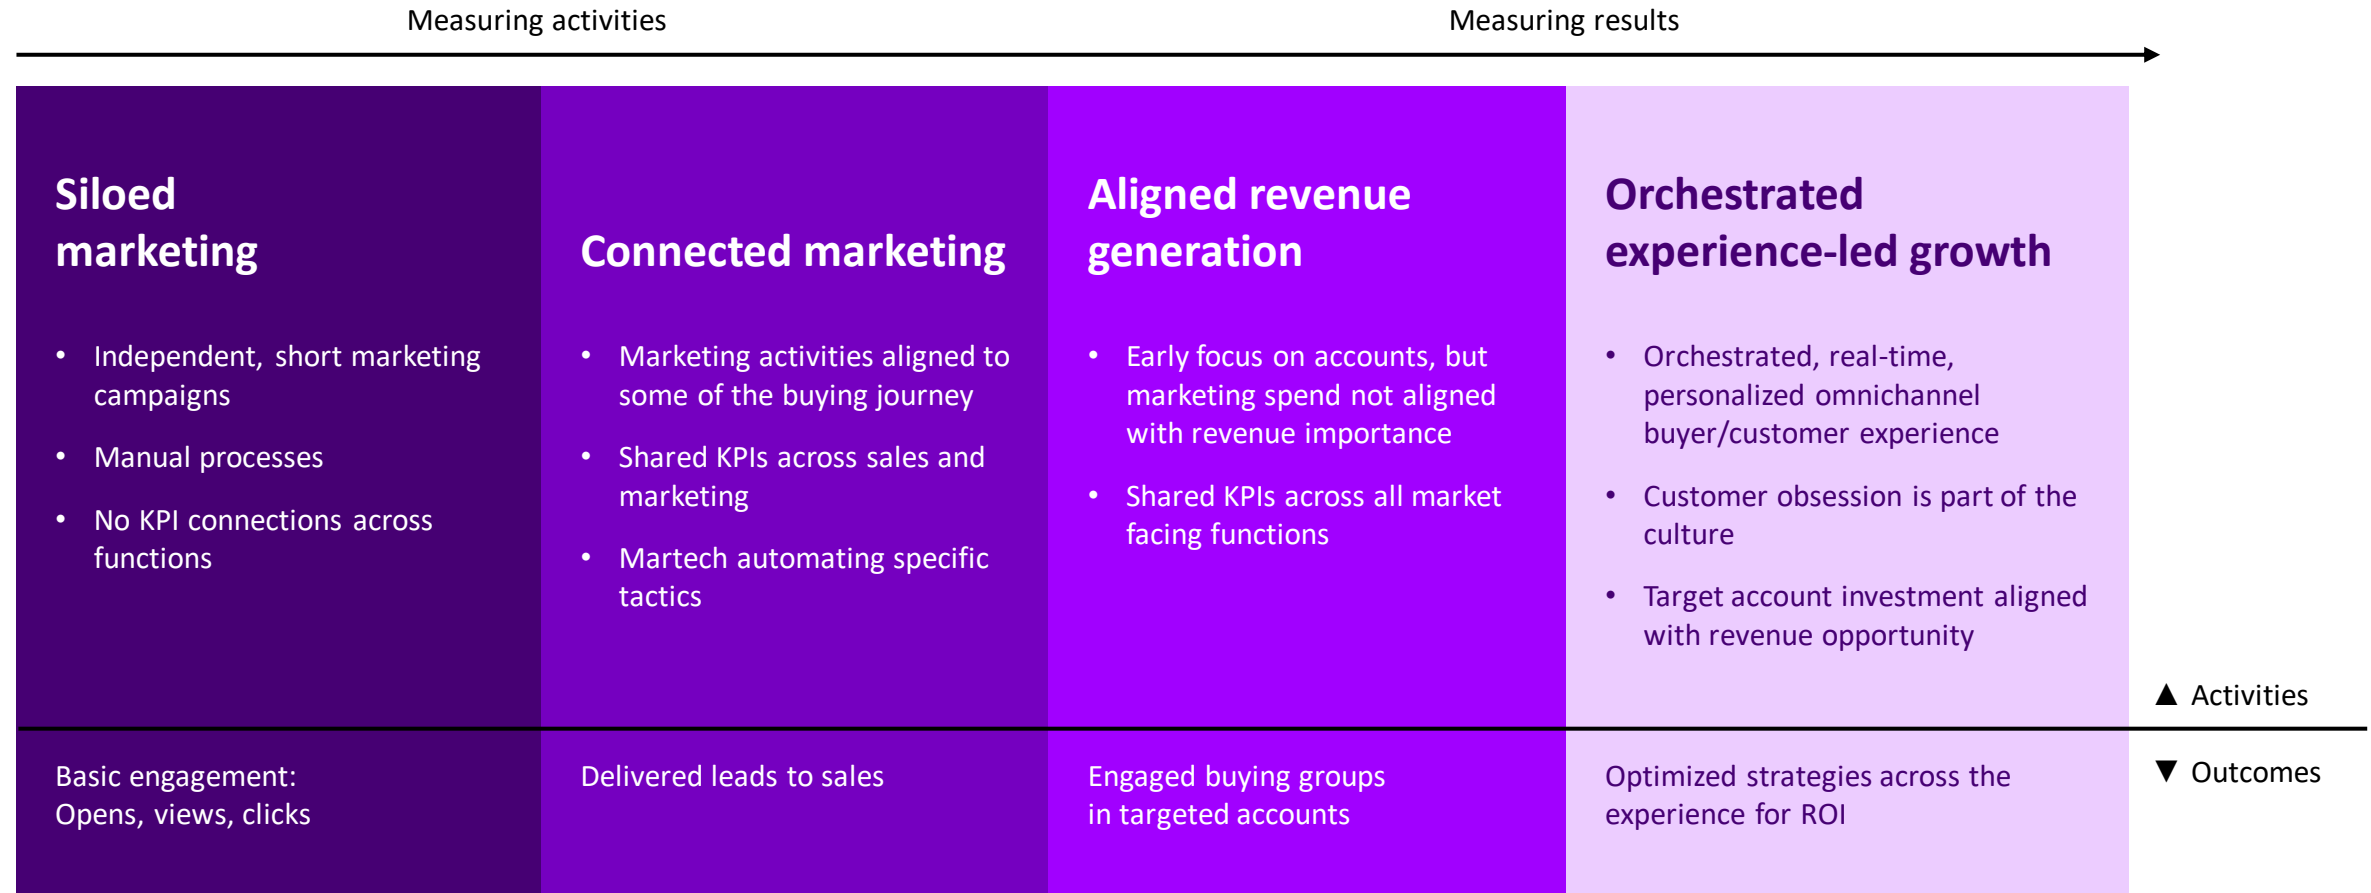 Measuring activities
Measuring results
Siloed
marketing
• Independent, short marketing
campaigns
• Manual processes
• No KPI connections across
functions
Connected marketing
• Marketing activities aligned to
some of the buying journey
• Shared KPIs across sales and
marketing
• Martech automating specific
tactics
Aligned revenue
generation
• Early focus on accounts, but
marketing spend not aligned
with revenue importance
• Shared KPIs across all market
facing functions
Orchestrated
experience-led growth
• Orchestrated, real-time,
personalized omnichannel
buyer/customer experience
• Customer obsession is part of the
culture
• Target account investment aligned
with revenue opportunity
▲ Activities
Basic engagement:
Opens, views, clicks
Delivered leads to sales
Engaged buying groups
in targeted accounts
Optimized strategies across the
experience for ROI
▼ Outcomes